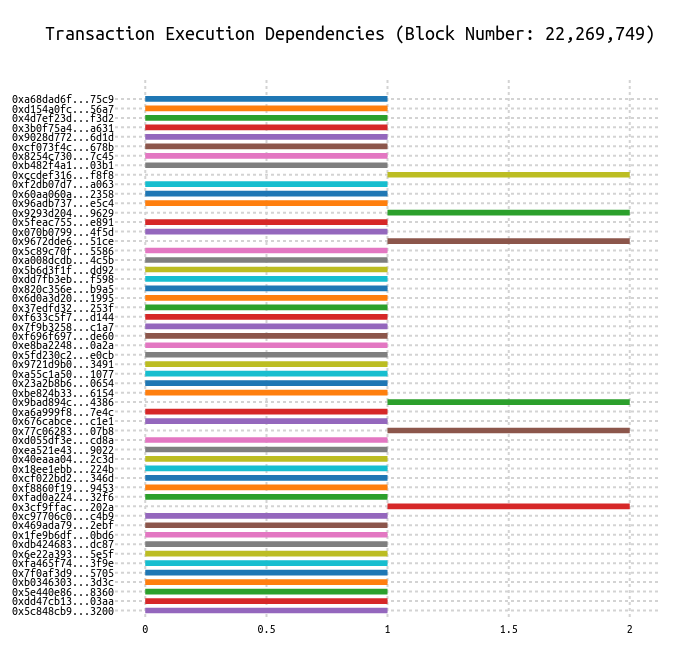 Transaction Execution Dependencies (Block Number: 22,269,749)
0xa68dad6f...75c9
0xd154a0fc...56a7
0x4d7ef23d...f3d2
0x3b0f75a4...a631
0x9028d772...6d1d
0xcf073f4c...678b
0x8254c730...7c45
0xb482f4a1...03b1
0xccdef316...f8f8
0xf2db07d7...a063
0x60aa060a...2358
0x96adb737...e5c4
0x9293d204...9629
0x5feac755...e891
0x070b0799...4f5d
0x9672dde6...51ce
0x5c89c70f...5586
0xa008dcdb...4c5b
0x5b6d3f1f...dd92
0xdd7fb3eb...f598
0x820c356e...b9a5
0x6d0a3d20...1995
0x37edfd32...253f
0xf633c5f7...d144
0x7f9b3258...c1a7
0xf696f697...de60
0xe8ba2248...0a2a
0x5fd230c2...e0cb
0x9721d9b0...3491
0xa55c1a50...1077
0x23a2b8b6...0654
0xbe824b33...6154
0x9bad894c...4386
0xa6a999f8...7e4c
0x676cabce...c1e1
0x77c06283...07b8
0xd055df3e...cd8a
0xea521e43...9022
0x40eaaa04...2c3d
0x18ee1ebb...224b
0xcf022bd2...346d
0xf8860f19...9453
0xfad0a224...32f6
0x3cf9ffac...202a
0xc97706c0...c4b9
0x469ada79...2ebf
0x1fe9b6df...0bd6
0xdb424683...dc87
0x6e22a393...5e5f
0xfa465f74...3f9e
0x7f0af3d9...5705
0xb0346303...3d3c
0x5e440e86...8360
0xdd47cb13...03aa
0x5c848cb9...3200
0 0.5 1 1.5 2